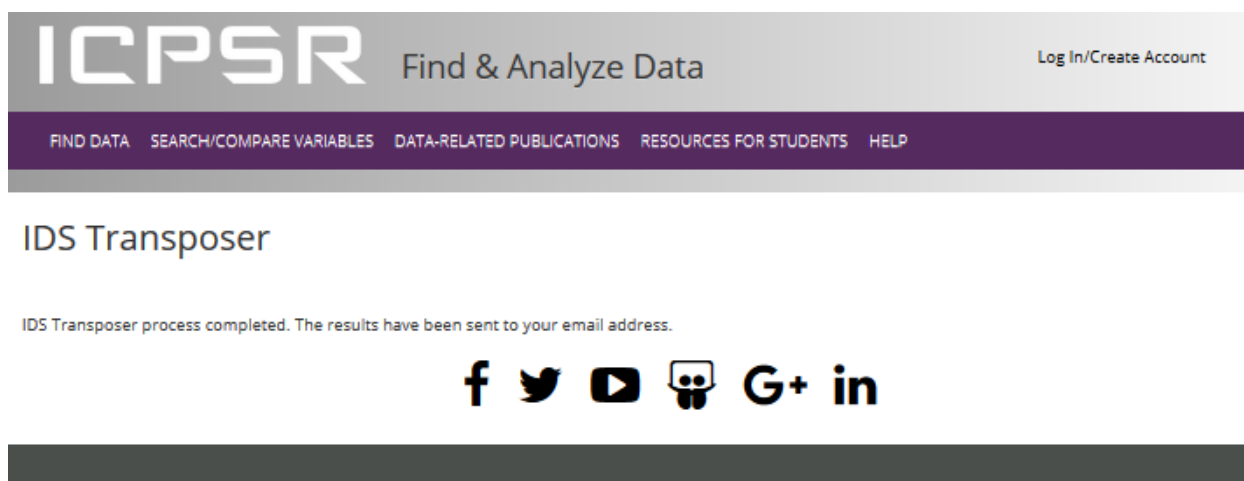 ICPSR Find & Analyze Data Log In/Create Account
FIND DATA SEARCH/COMPARE VARIABLES DATA-RELATED PUBLICATIONS RESOURCES FOR STUDENTS HELP
IDS Transposer
IDS Transposer process completed. The results have been sent to your email address.
f G+ in